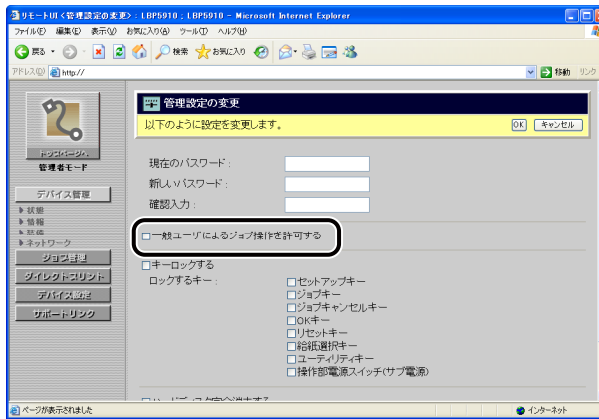 リモートUI <管理設定の変更> : LBP5910 ; LBP5910 - Microsoft Internet Explorer
ファイル(F) 編集(E) 表示(V) お気に入り(A) ツール(T) ヘルプ(H)
戻る 検索 お気に入り
アドレス(D) http:// 移動 リンク
管理設定の変更
以下のように設定を変更します。 OK キャンセル
トップページへ
管理者モード
デバイス管理
状態
情報
ネットワーク
ジョブ管理
ダイレクトプリント
デバイス設定
サポートリンク
現在のパスワード :
新しいパスワード :
確認入力 :
一般ユーザによるジョブ操作を許可する
キーロックする
ロックするキー :
セットアップキー
ジョブキー
ジョブキャンセルキー
OKキー
リセットキー
給紙選択キー
ユーティリティキー
操作部電源スイッチ(サブ電源)
ページが表示されました インターネット